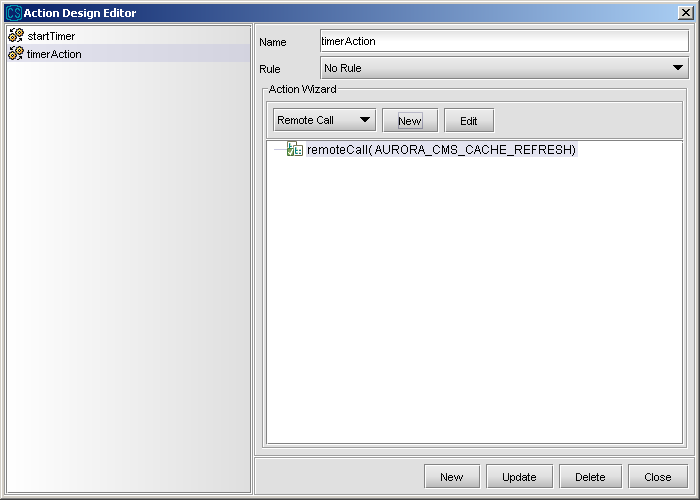 CS Action Design Editor
startTimer
timerAction
Name timerAction
Rule No Rule
Action Wizard
Remote Call New Edit
remoteCall( AURORA_CMS_CACHE_REFRESH)
New Update Delete Close